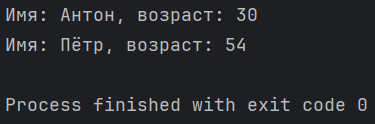 Имя: Антон, возраст: 30
Имя: Пётр, возраст: 54
Process finished with exit code 0